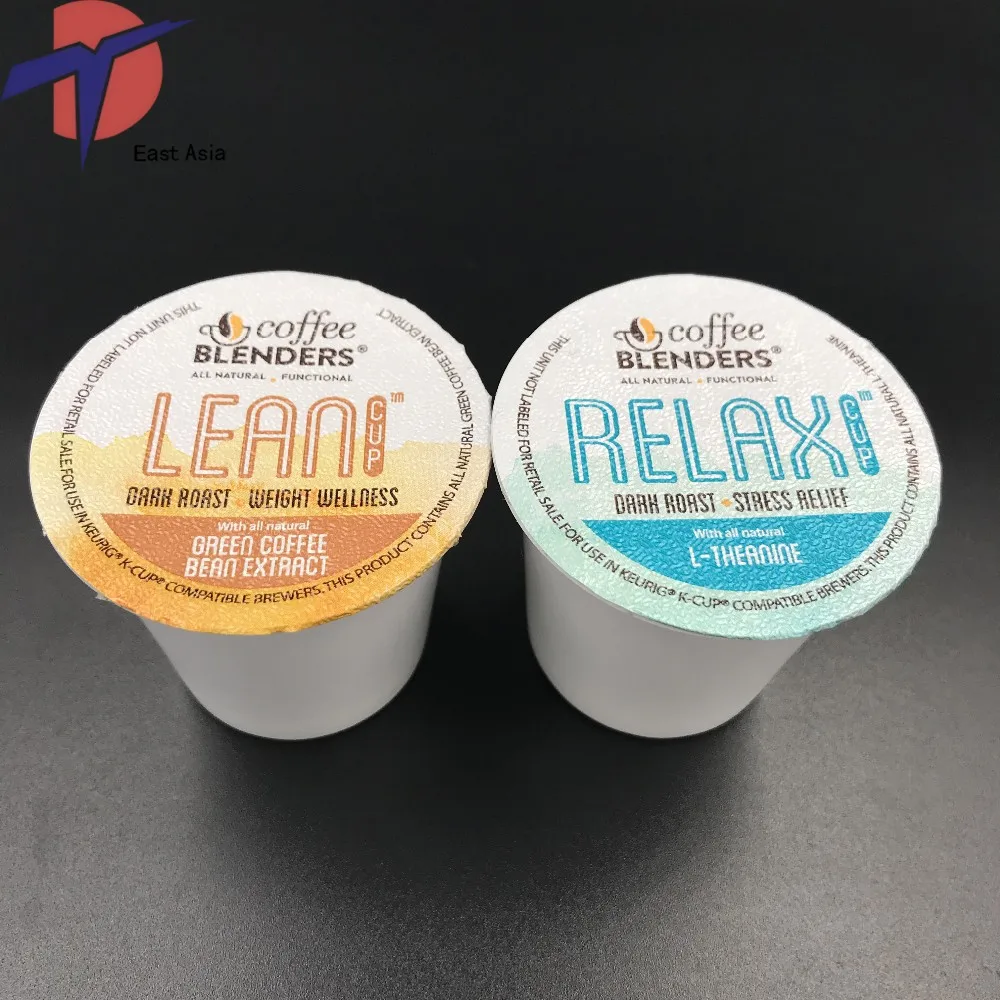 East Asia
coffee
BLENDERS®
ALL NATURAL • FUNCTIONAL
LEAN CUP™
DARK ROAST • WEIGHT WELLNESS
With all natural
GREEN COFFEE
BEAN EXTRACT
THIS UNIT NOT LABELED FOR RETAIL SALE FOR USE IN KEURIG® K-CUP® COMPATIBLE BREWERS. THIS PRODUCT CONTAINS ALL NATURAL GREEN COFFEE BEAN EXTRACT
coffee
BLENDERS®
ALL NATURAL • FUNCTIONAL
RELAX CUP™
DARK ROAST • STRESS RELIEF
With all natural
L-THEANINE
THIS UNIT NOT LABELED FOR RETAIL SALE FOR USE IN KEURIG® K-CUP® COMPATIBLE BREWERS. THIS PRODUCT CONTAINS ALL NATURAL L-THEANINE